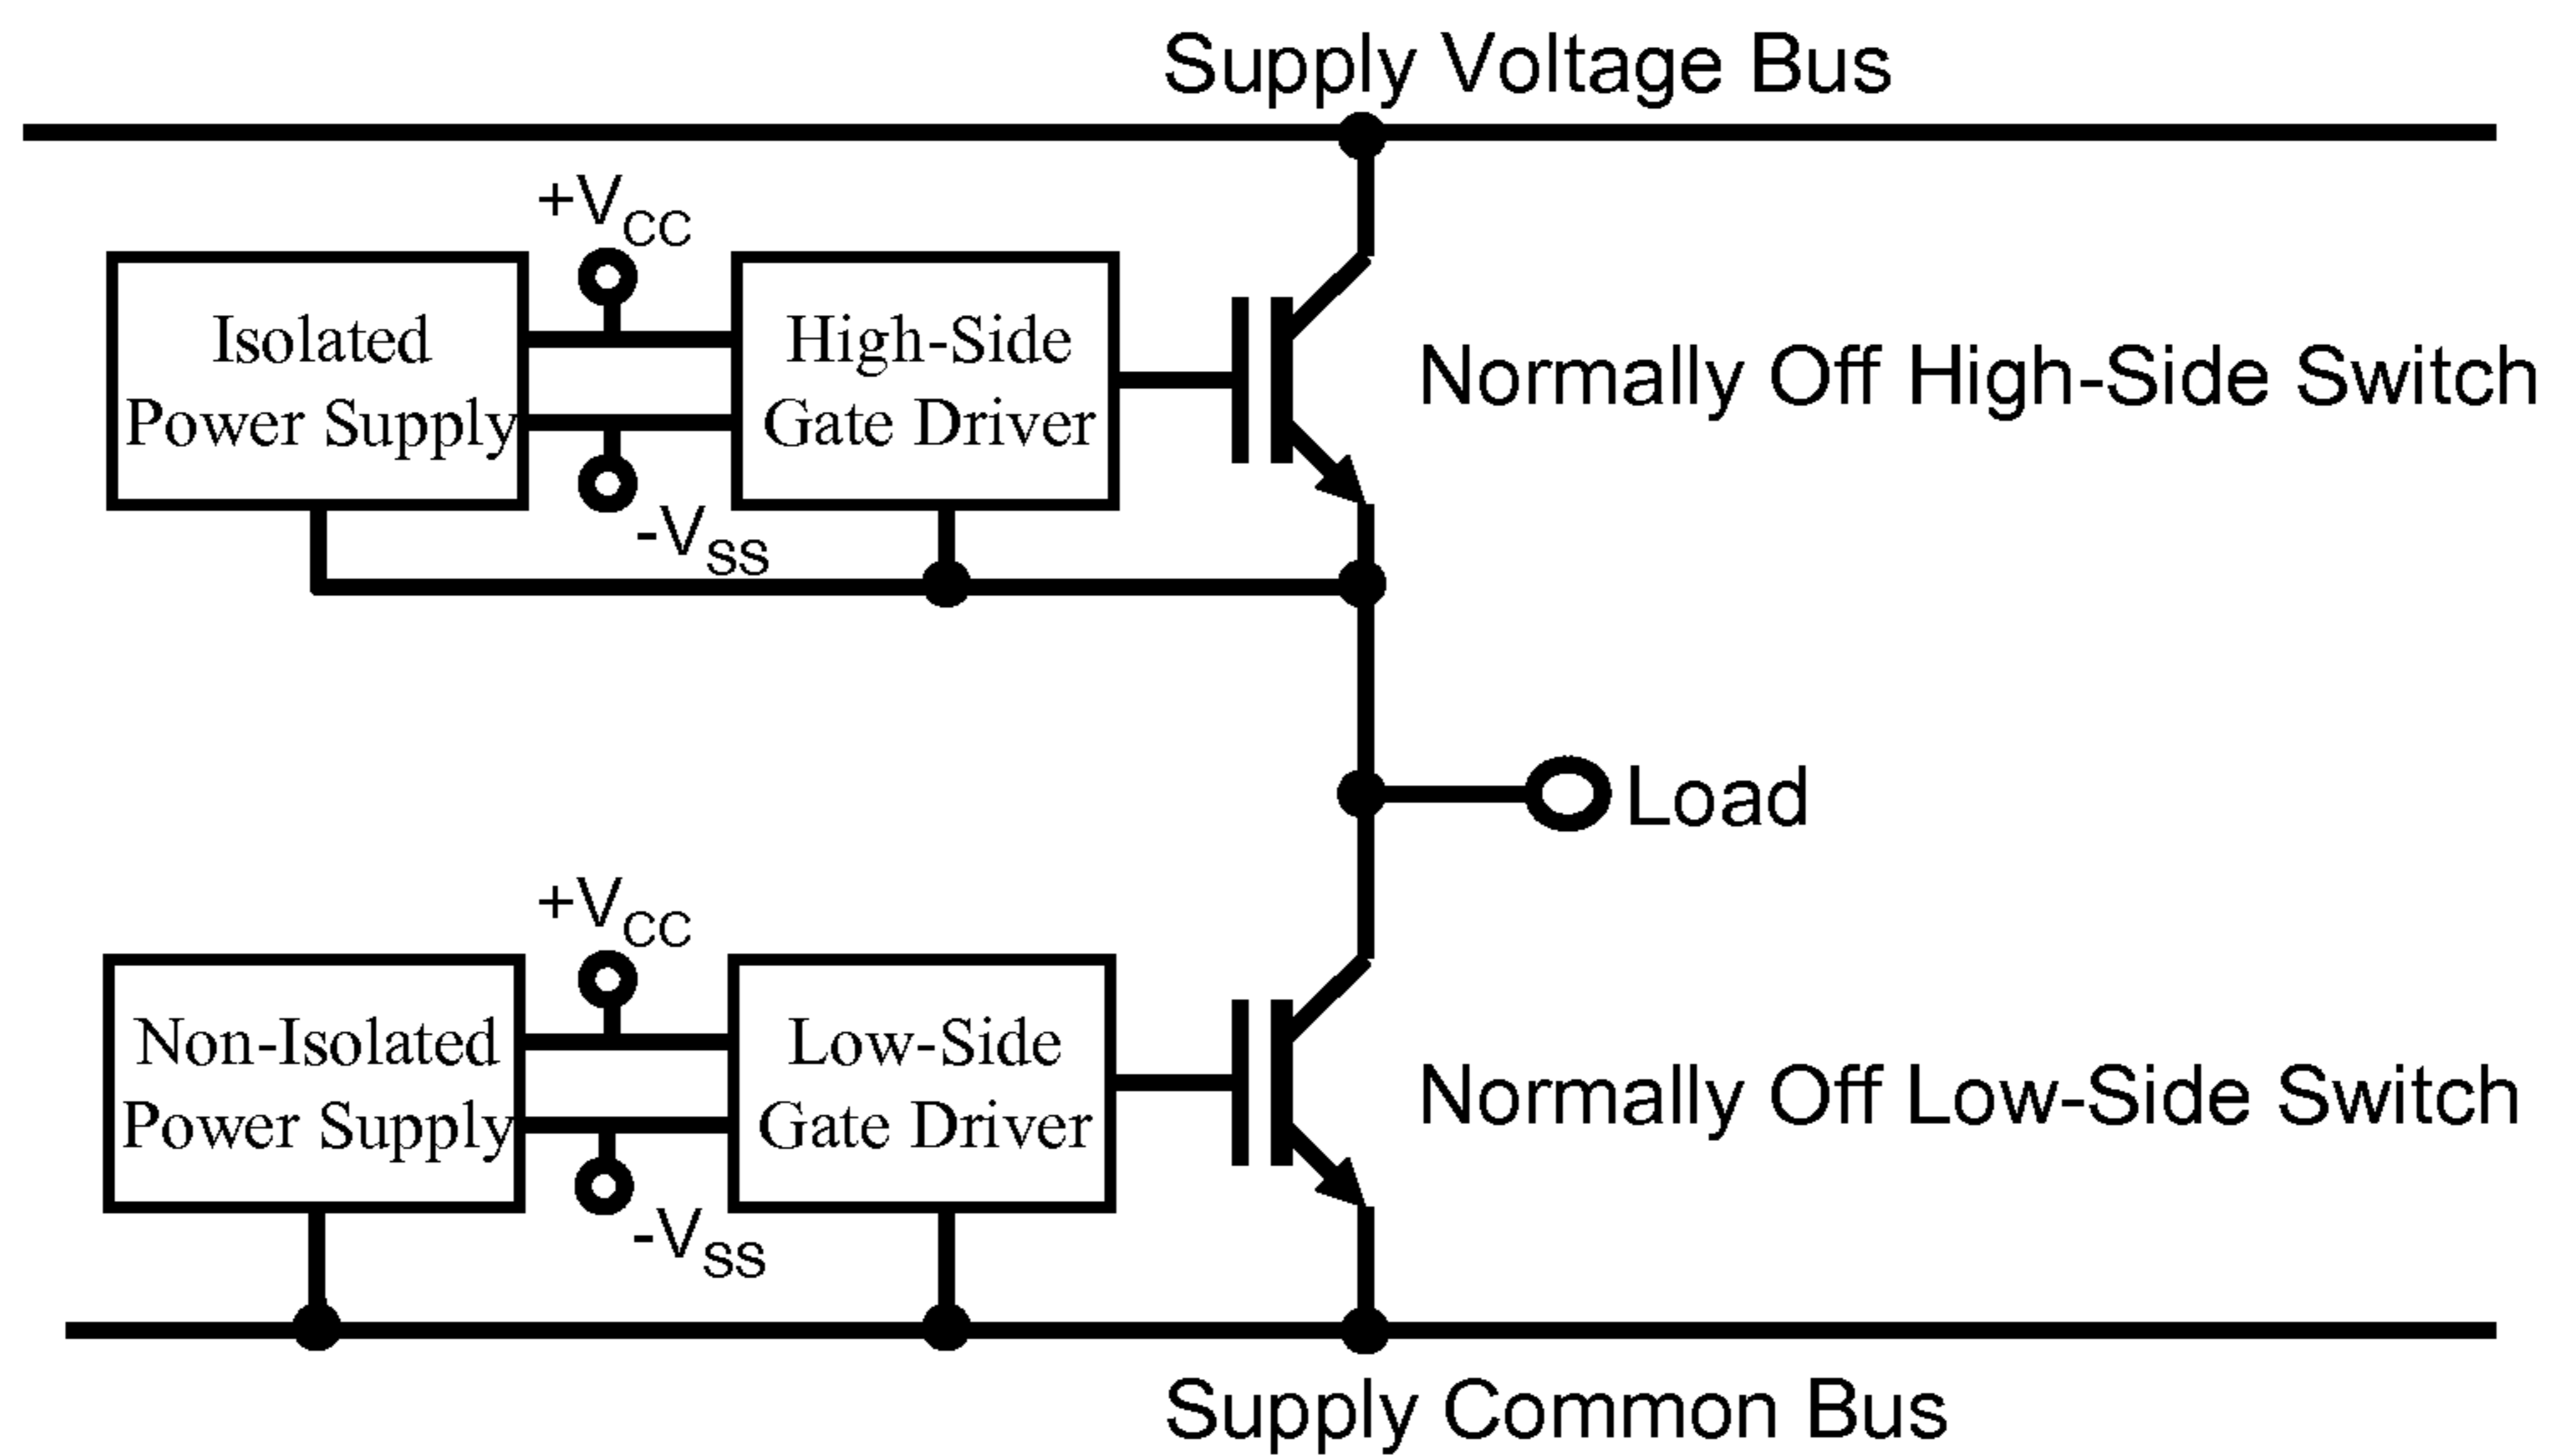 Supply Voltage Bus
+VCC
Isolated
Power Supply
High-Side
Gate Driver
Normally Off High-Side Switch
-VSS
Load
+VCC
Non-Isolated
Power Supply
Low-Side
Gate Driver
Normally Off Low-Side Switch
-VSS
Supply Common Bus